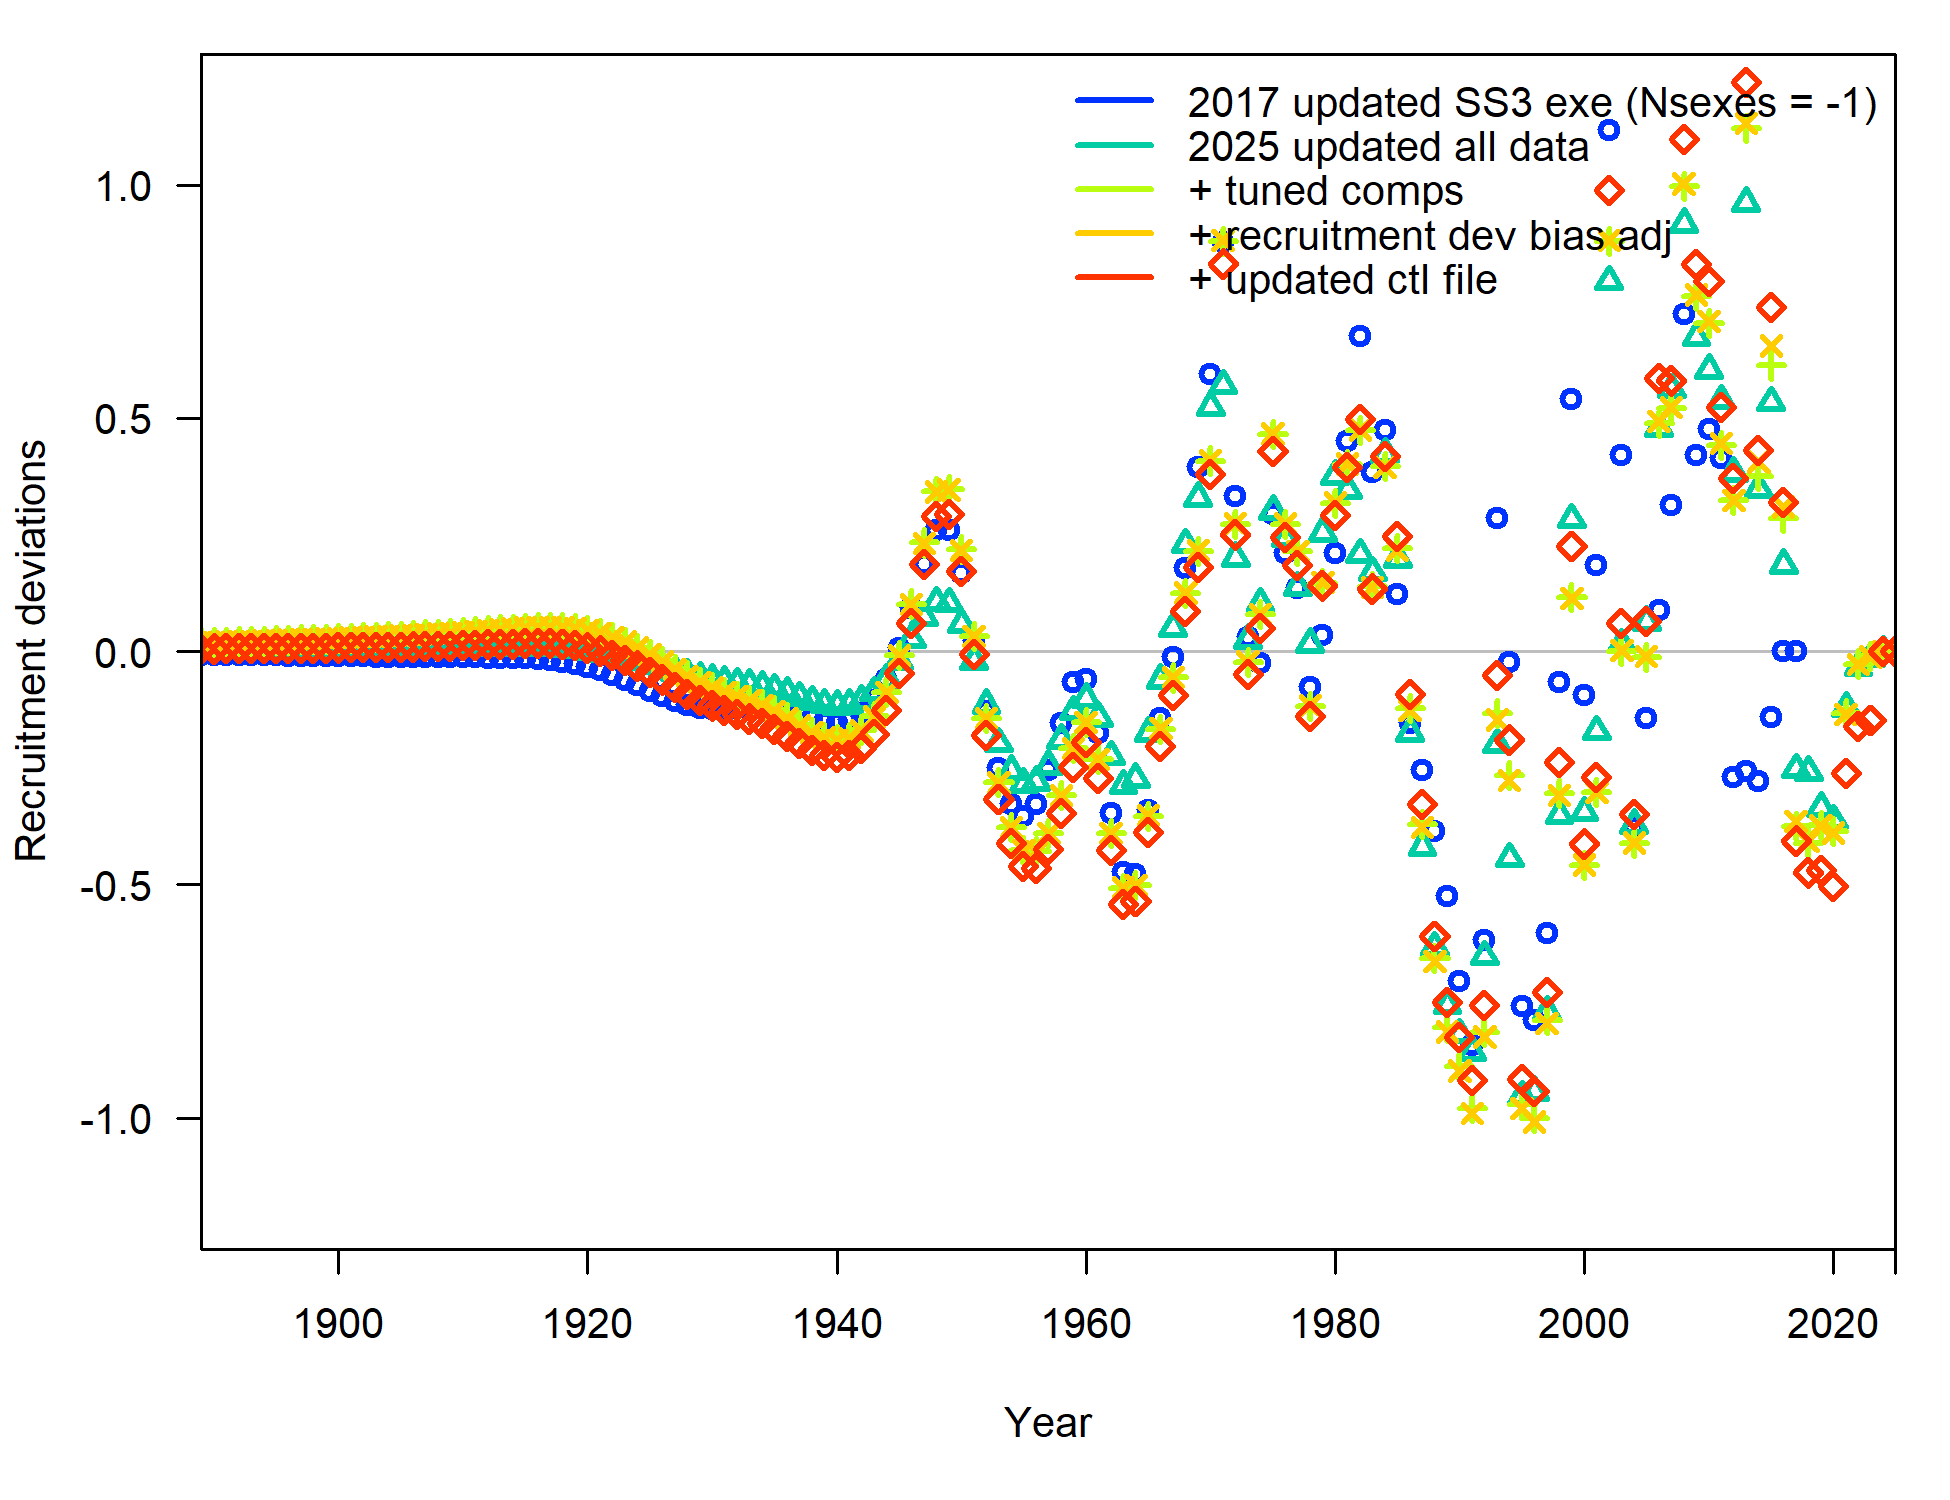 2017 updated SS3 exe (Nsexes = -1)
2025 updated all data
+ tuned comps
+ recruitment dev bias adj
+ updated ctl file
1.0
0.5
0.0
-0.5
-1.0
Recruitment deviations
1900
1920
1940
1960
1980
2000
2020
Year